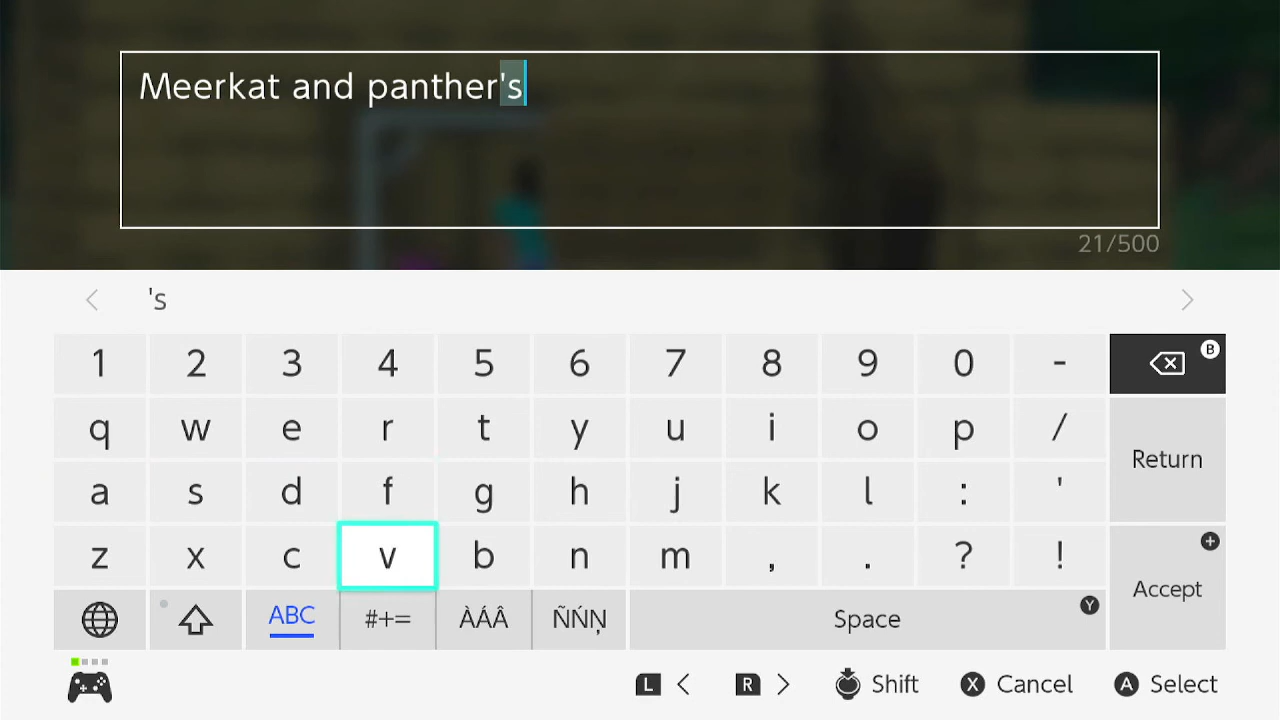 Meerkat and panther's
21/500
's
1 2 3 4 5 6 7 8 9 0 -
B
q w e r t y u i o p /
Return
a s d f g h j k l : '
z x c v b n m , . ? !
+
Accept
ABC #+= ÀÁÂ ÑŃŅ Space Y
L R Shift X Cancel A Select